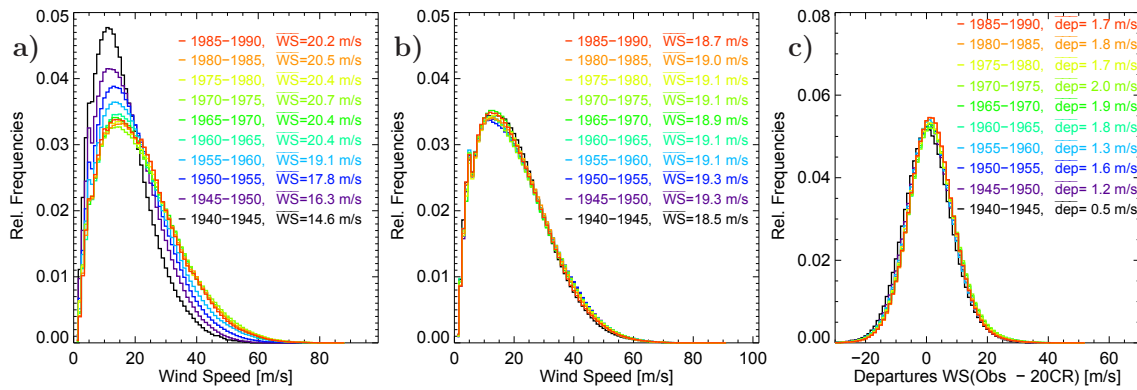 a)
0.05
0.04
0.03
0.02
0.01
0.00
Rel. Frequencies
0 20 40 60 80
Wind Speed [m/s]
− 1985−1990, WS=20.2 m/s
− 1980−1985, WS=20.5 m/s
− 1975−1980, WS=20.4 m/s
− 1970−1975, WS=20.7 m/s
− 1965−1970, WS=20.4 m/s
− 1960−1965, WS=20.4 m/s
− 1955−1960, WS=19.1 m/s
− 1950−1955, WS=17.8 m/s
− 1945−1950, WS=16.3 m/s
− 1940−1945, WS=14.6 m/s
b)
0.05
0.04
0.03
0.02
0.01
0.00
Rel. Frequencies
0 20 40 60 80 100
Wind Speed [m/s]
− 1985−1990, WS=18.7 m/s
− 1980−1985, WS=19.0 m/s
− 1975−1980, WS=19.1 m/s
− 1970−1975, WS=19.1 m/s
− 1965−1970, WS=18.9 m/s
− 1960−1965, WS=19.1 m/s
− 1955−1960, WS=19.1 m/s
− 1950−1955, WS=19.3 m/s
− 1945−1950, WS=19.3 m/s
− 1940−1945, WS=18.5 m/s
c)
0.08
0.06
0.04
0.02
0.00
Rel. Frequencies
−20 0 20 40 60
Departures WS(Obs − 20CR) [m/s]
− 1985−1990, dep= 1.7 m/s
− 1980−1985, dep= 1.8 m/s
− 1975−1980, dep= 1.7 m/s
− 1970−1975, dep= 2.0 m/s
− 1965−1970, dep= 1.9 m/s
− 1960−1965, dep= 1.8 m/s
− 1955−1960, dep= 1.3 m/s
− 1950−1955, dep= 1.6 m/s
− 1945−1950, dep= 1.2 m/s
− 1940−1945, dep= 0.5 m/s